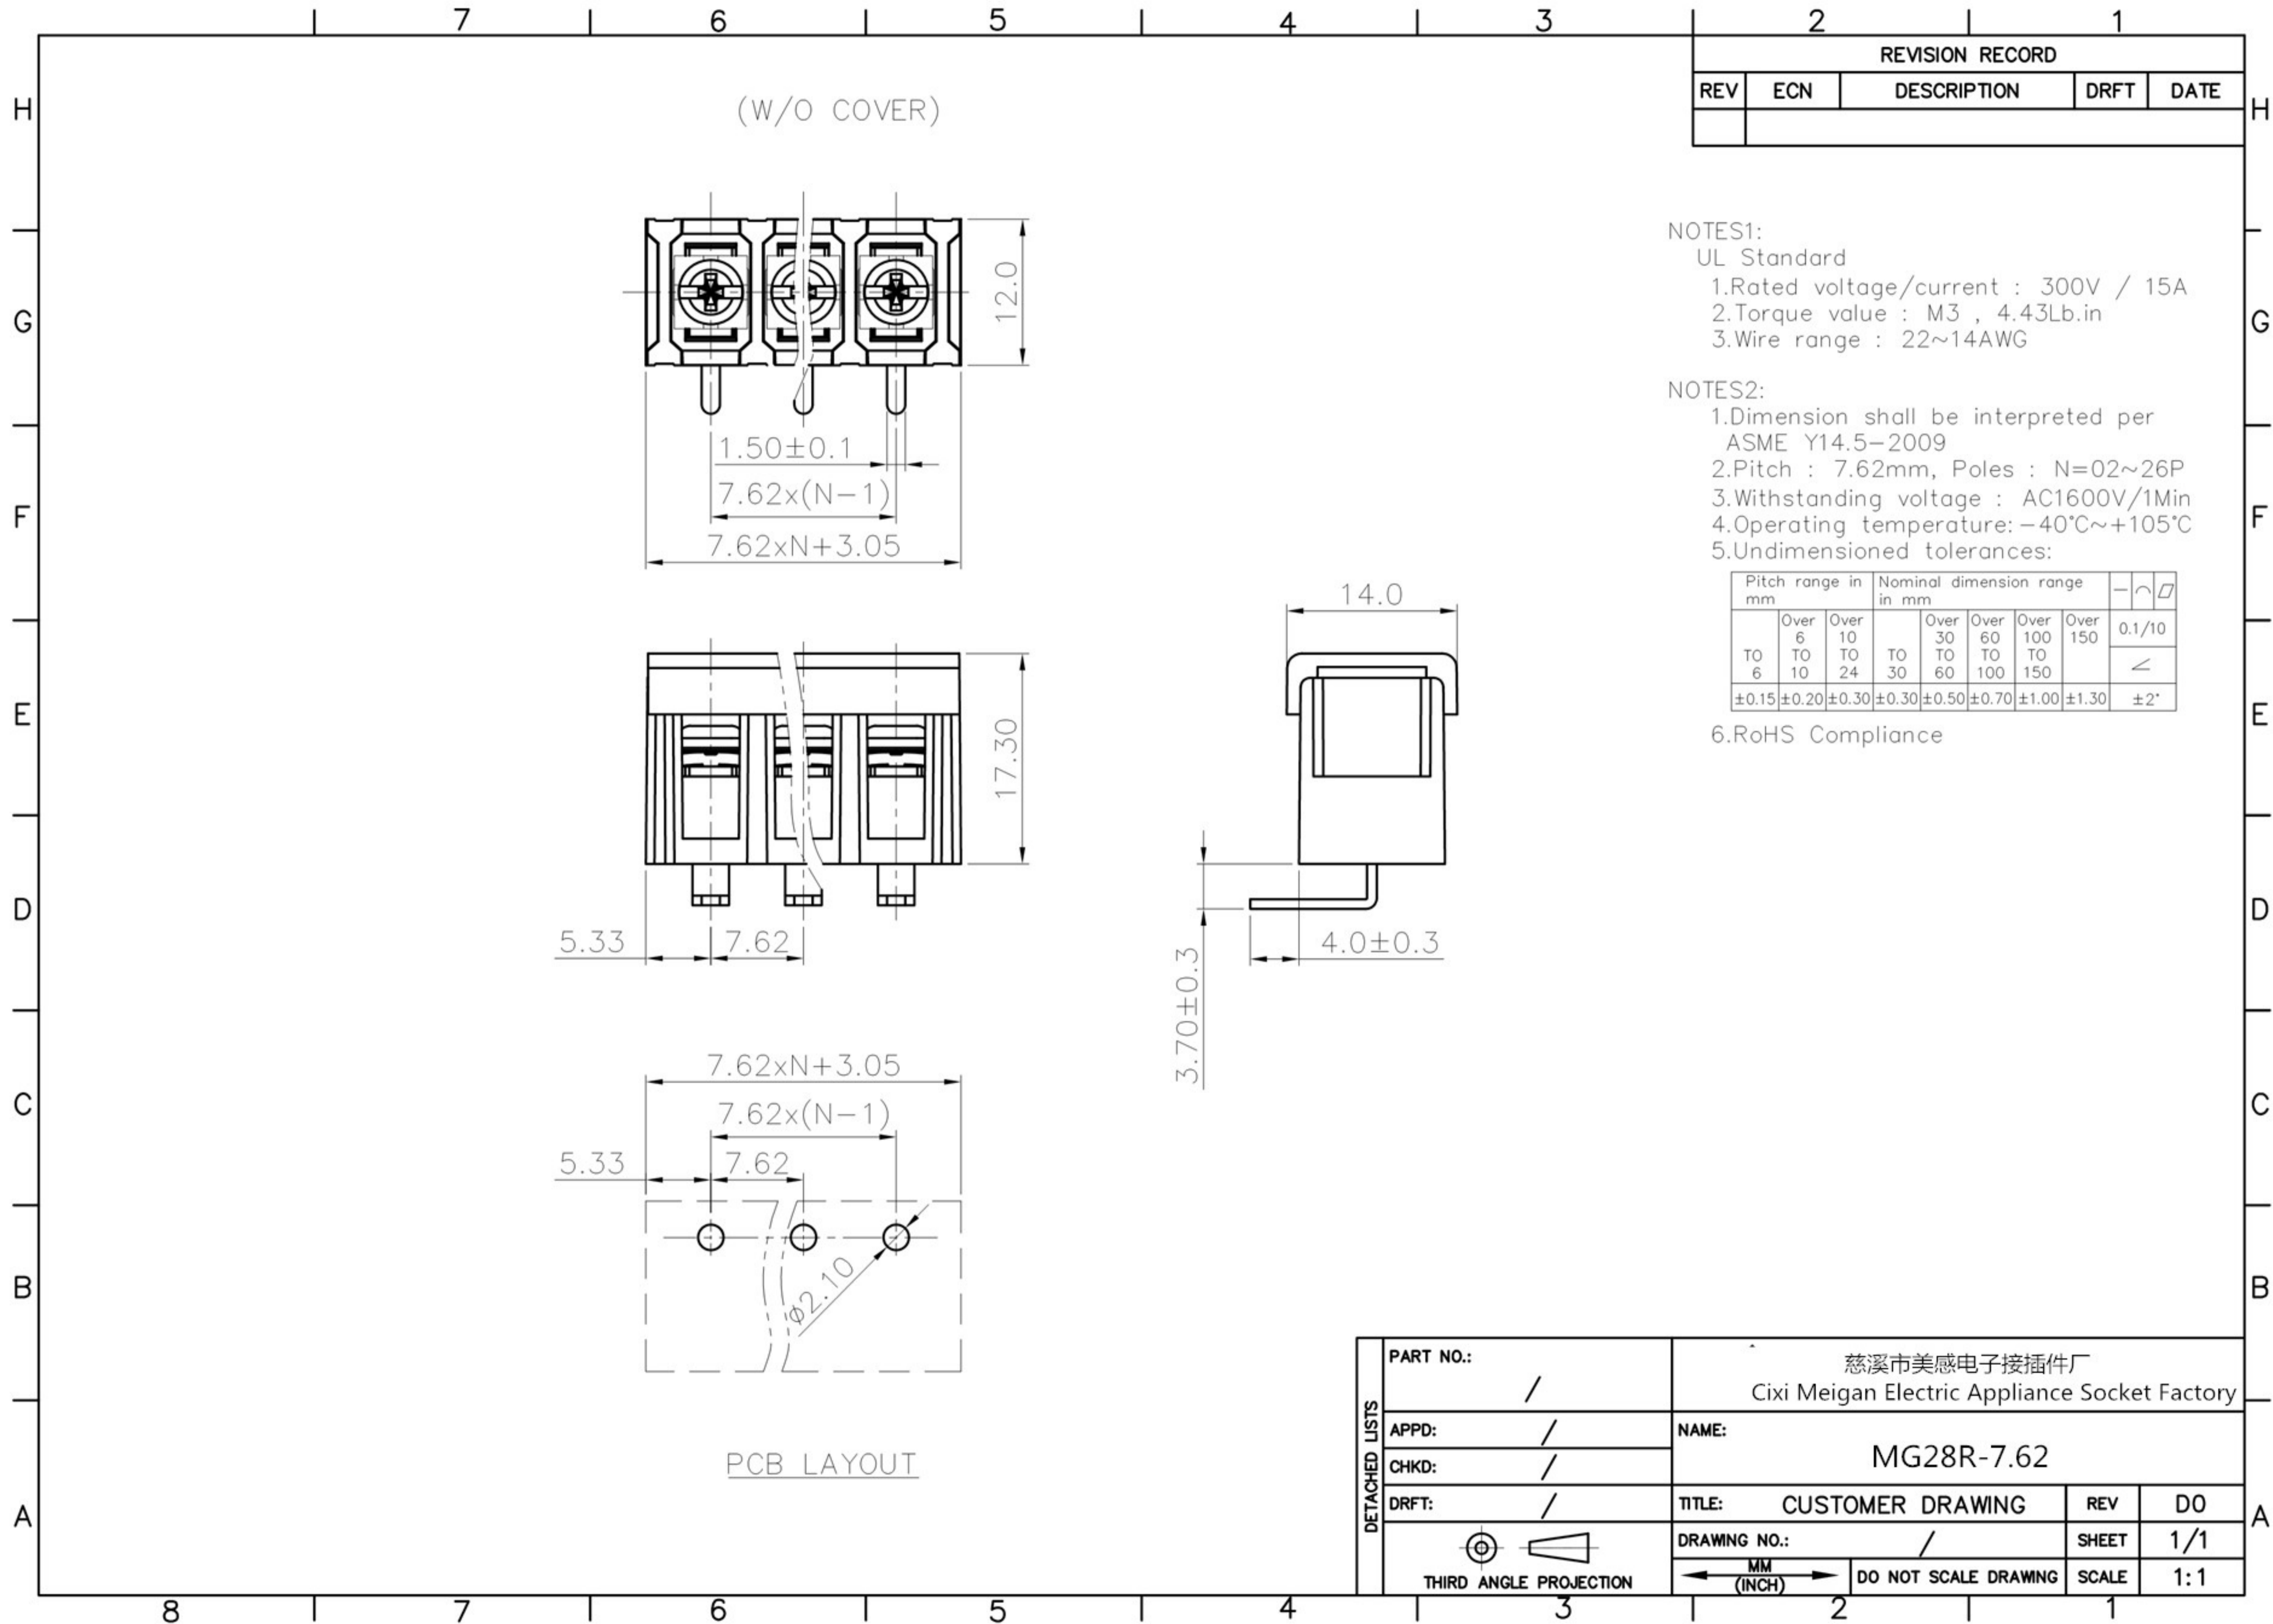 7 6 5 4 3 2 1
H
G
F
E
D
C
B
A
(W/O COVER)
12.0
1.50±0.1
7.62x(N-1)
7.62xN+3.05
17.30
5.33
7.62
14.0
4.0±0.3
3.70±0.3
7.62xN+3.05
7.62x(N-1)
5.33
7.62
ø2.10
PCB LAYOUT
REVISION RECORD
REV ECN DESCRIPTION DRFT DATE
NOTES1:
UL Standard
1.Rated voltage/current : 300V / 15A
2.Torque value : M3 , 4.43Lb.in
3.Wire range : 22~14AWG
NOTES2:
1.Dimension shall be interpreted per
ASME Y14.5-2009
2.Pitch : 7.62mm, Poles : N=02~26P
3.Withstanding voltage : AC1600V/1Min
4.Operating temperature:-40°C~+105°C
5.Undimensioned tolerances:
Pitch range in mm Nominal dimension range in mm
TO 6 Over 6 TO 10 Over 10 TO 24 TO 30 Over 30 TO 60 Over 60 TO 100 Over 100 TO 150 Over 150 0.1/10
±0.15 ±0.20 ±0.30 ±0.30 ±0.50 ±0.70 ±1.00 ±1.30 ±2°
6.RoHS Compliance
H
G
F
E
D
C
B
A
DETACHED LISTS
PART NO.: /
慈溪市美感电子接插件厂
Cixi Meigan Electric Appliance Socket Factory
APPD: /
CHKD: /
DRFT: /
NAME:
MG28R-7.62
TITLE: CUSTOMER DRAWING REV D0
DRAWING NO.: / SHEET 1/1
THIRD ANGLE PROJECTION
MM
(INCH)
DO NOT SCALE DRAWING SCALE 1:1
8 7 6 5 4 3 2 1